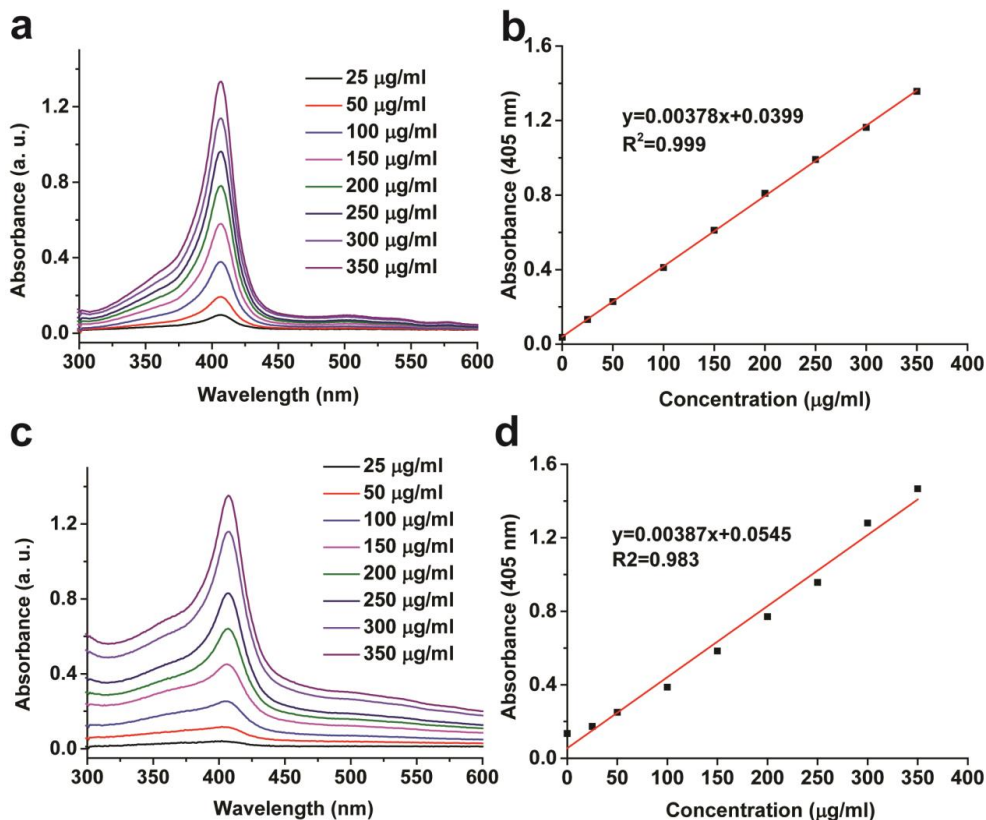 a
Absorbance (a. u.)
1.2
0.8
0.4
0.0
300 350 400 450 500 550 600
Wavelength (nm)
25 μg/ml
50 μg/ml
100 μg/ml
150 μg/ml
200 μg/ml
250 μg/ml
300 μg/ml
350 μg/ml
b
Absorbance (405 nm)
1.6
1.2
0.8
0.4
0.0
0 50 100 150 200 250 300 350 400
Concentration (μg/ml)
y=0.00378x+0.0399
R²=0.999
c
Absorbance (a. u.)
1.2
0.8
0.4
0.0
300 350 400 450 500 550 600
Wavelength (nm)
25 μg/ml
50 μg/ml
100 μg/ml
150 μg/ml
200 μg/ml
250 μg/ml
300 μg/ml
350 μg/ml
d
Absorbance (405 nm)
1.6
1.2
0.8
0.4
0.0
0 50 100 150 200 250 300 350 400
Concentration (μg/ml)
y=0.00387x+0.0545
R2=0.983